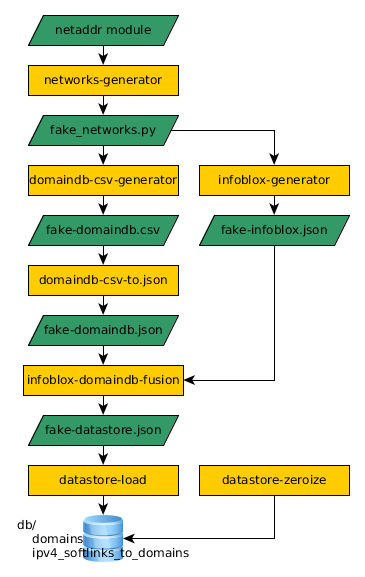 netaddr module
networks-generator
fake_networks.py
domaindb-csv-generator
infoblox-generator
fake-domaindb.csv
fake-infoblox.json
domaindb-csv-to.json
fake-domaindb.json
infoblox-domaindb-fusion
fake-datastore.json
datastore-load
datastore-zeroize
db/
domains
ipv4_softlinks_to_domains